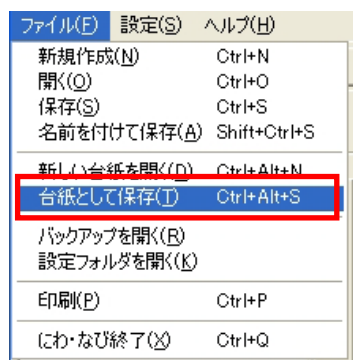 ファイル(F) 設定(S) ヘルプ(H)
新規作成(N) Ctrl+N
開く(O) Ctrl+O
保存(S) Ctrl+S
名前を付けて保存(A) Shift+Ctrl+S
新しい台紙を開く(D) Ctrl+Alt+N
台紙として保存(T) Ctrl+Alt+S
バックアップを開く(R)
設定フォルダを開く(K)
印刷(P) Ctrl+P
にわ・なび終了(X) Ctrl+Q